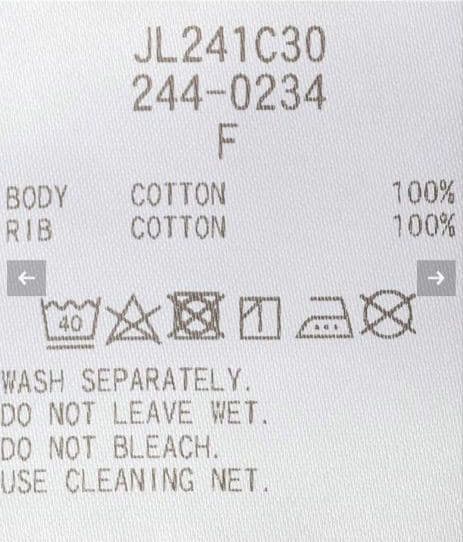 JL241C30
244-0234
F
BODY COTTON 100%
RIB COTTON 100%
40
WASH SEPARATELY.
DO NOT LEAVE WET.
DO NOT BLEACH.
USE CLEANING NET.